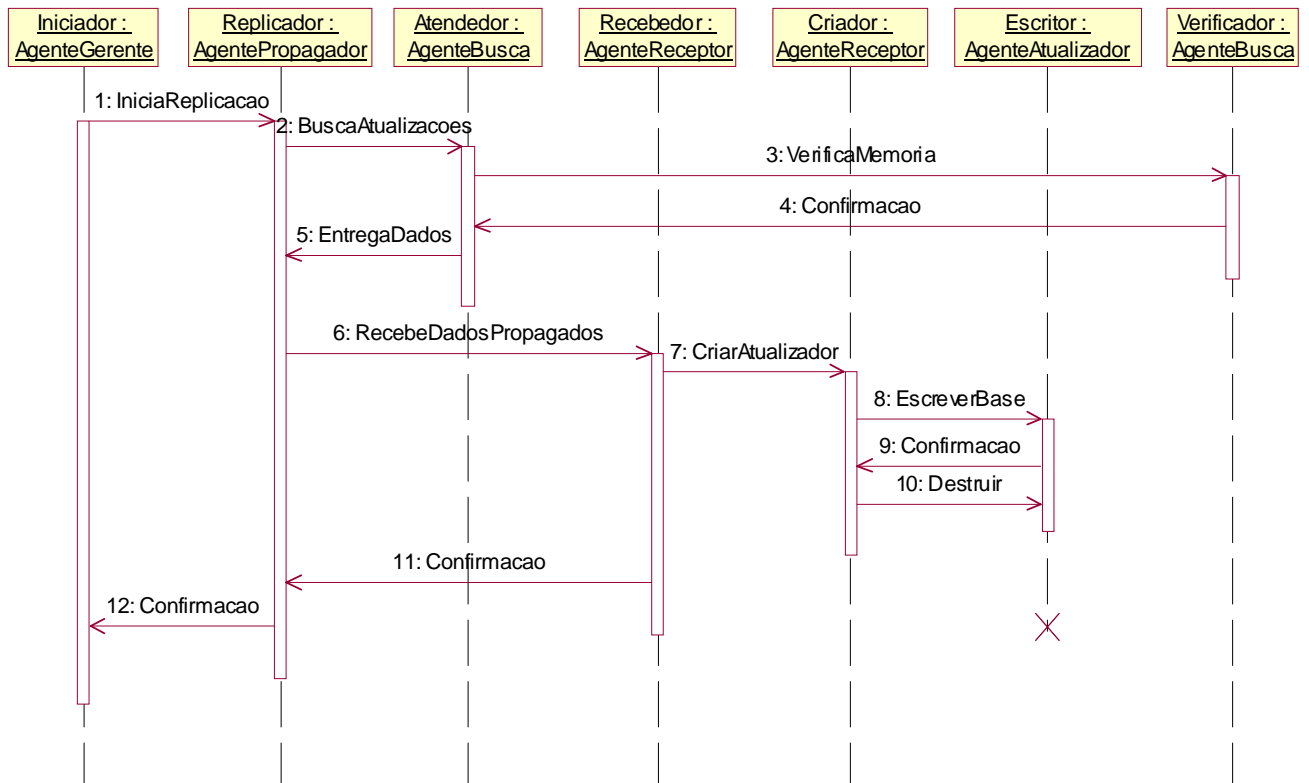 Iniciador :
AgenteGerente
Replicador :
AgentePropagador
Atendedor :
AgenteBusca
Recebedor :
AgenteReceptor
Criador :
AgenteReceptor
Escritor :
AgenteAtualizador
Verificador :
AgenteBusca
1: IniciaReplicacao
2: BuscaAtualizacoes
3: VerificaMemoria
4: Confirmacao
5: EntregaDados
6: RecebeDadosPropagados
7: CriarAtualizador
8: EscreverBase
9: Confirmacao
10: Destruir
11: Confirmacao
12: Confirmacao